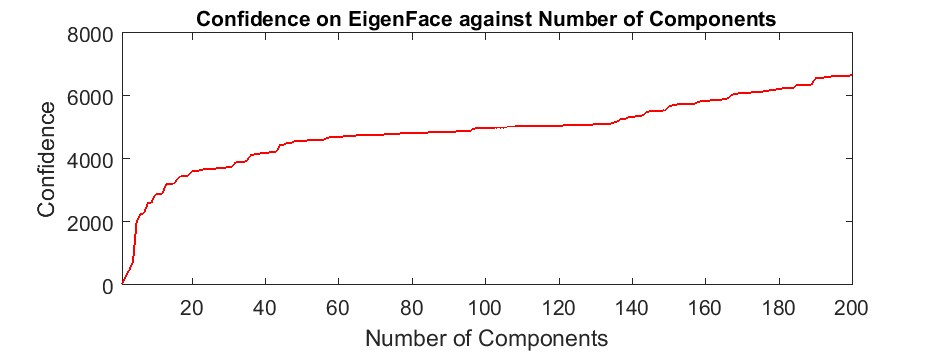 Confidence on EigenFace against Number of Components
8000
6000
4000
2000
0
Confidence
20 40 60 80 100 120 140 160 180 200
Number of Components